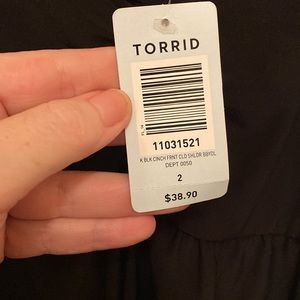 TORRID
11031521
K BLK CINCH FRNT CLD SHLDR BBYDL
DEPT 0050
2
$38.90